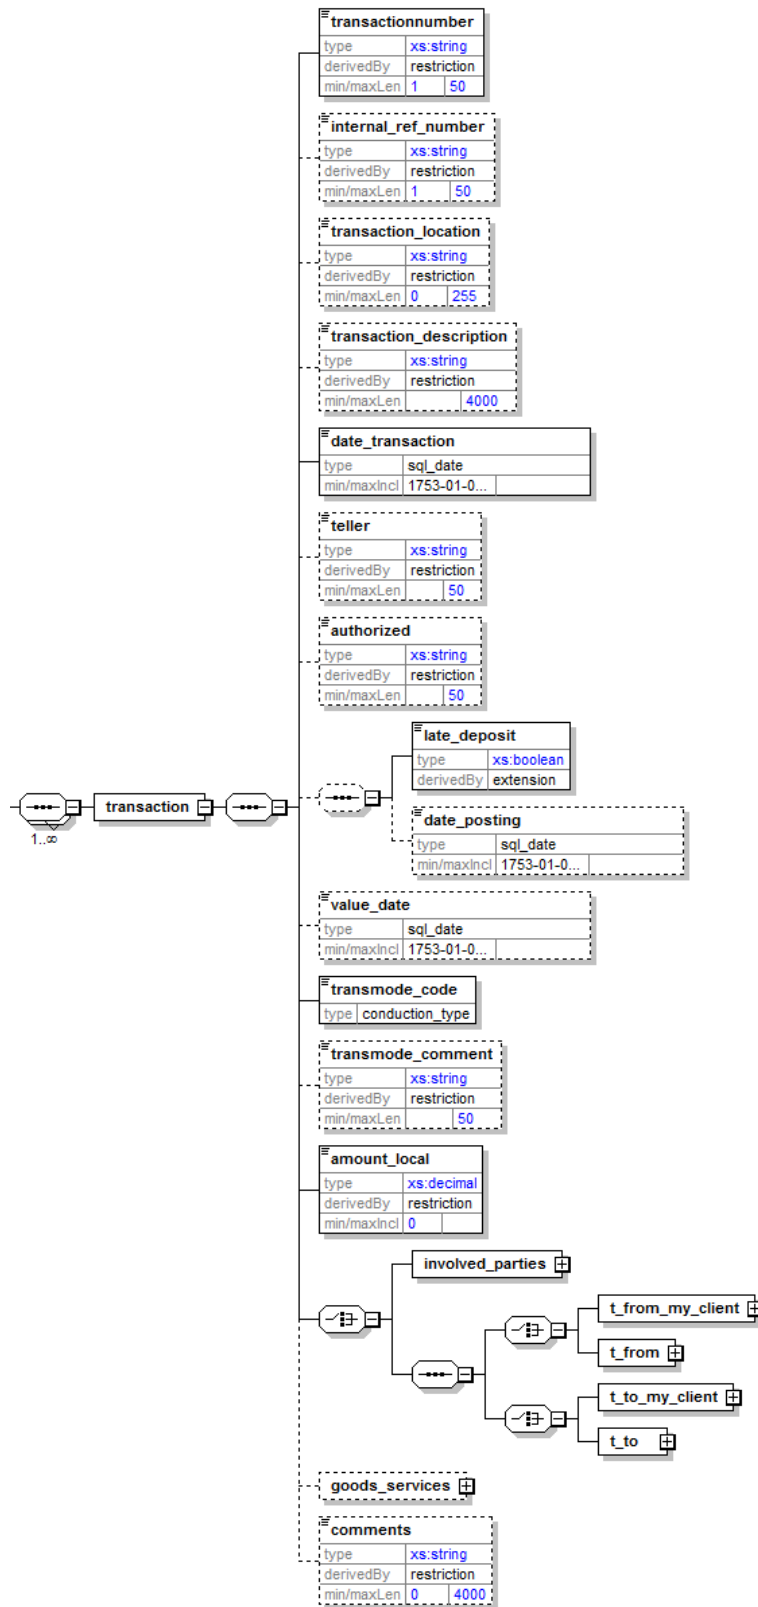 transactionnumber
type xs:string
derivedBy restriction
min/maxLen 1 50
internal_ref_number
type xs:string
derivedBy restriction
min/maxLen 1 50
transaction_location
type xs:string
derivedBy restriction
min/maxLen 0 255
transaction_description
type xs:string
derivedBy restriction
min/maxLen 4000
date_transaction
type sql_date
min/maxIncl 1753-01-0...
teller
type xs:string
derivedBy restriction
min/maxLen 50
authorized
type xs:string
derivedBy restriction
min/maxLen 50
late_deposit
type xs:boolean
derivedBy extension
transaction
1..∞
date_posting
type sql_date
min/maxIncl 1753-01-0...
value_date
type sql_date
min/maxIncl 1753-01-0...
transmode_code
type conduction_type
transmode_comment
type xs:string
derivedBy restriction
min/maxLen 50
amount_local
type xs:decimal
derivedBy restriction
min/maxIncl 0
involved_parties
t_from_my_client
t_from
t_to_my_client
t_to
goods_services
comments
type xs:string
derivedBy restriction
min/maxLen 0 4000